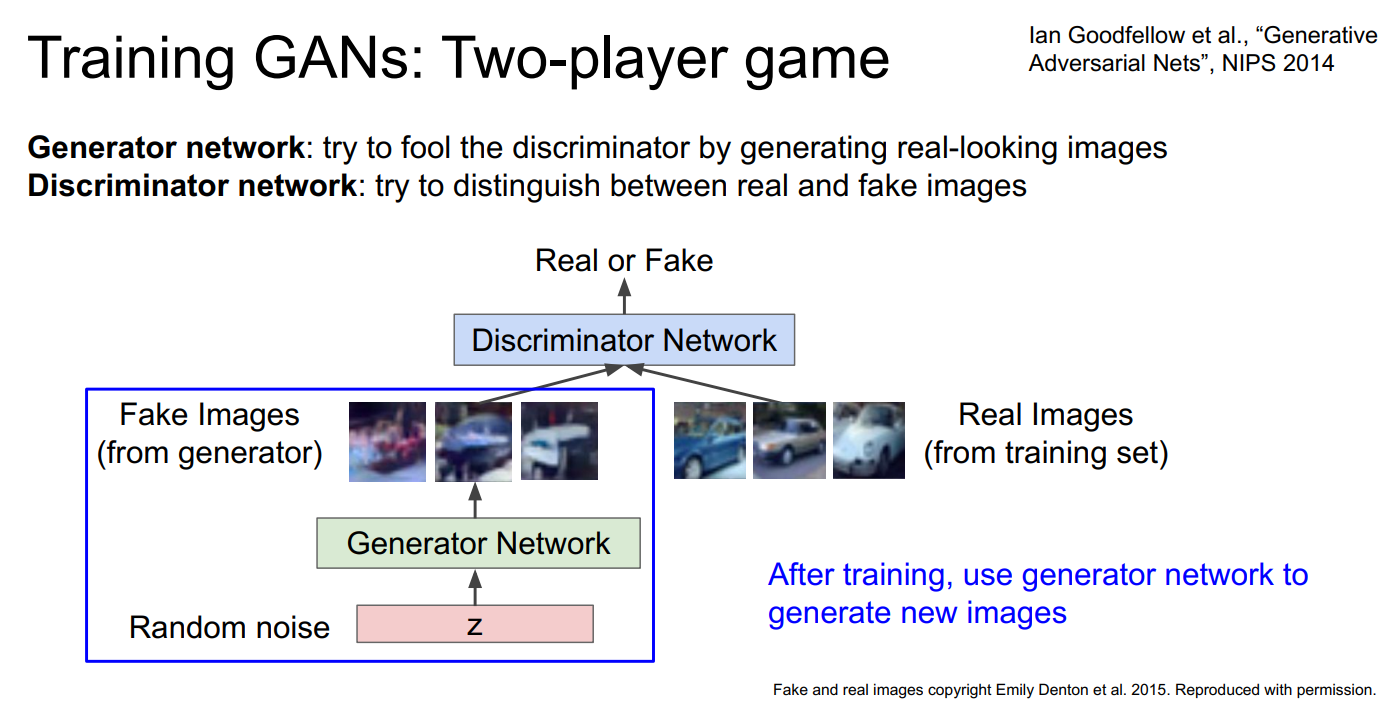 Training GANs: Two-player game
Ian Goodfellow et al., “Generative
Adversarial Nets”, NIPS 2014
Generator network: try to fool the discriminator by generating real-looking images
Discriminator network: try to distinguish between real and fake images
Real or Fake
Discriminator Network
Fake Images
(from generator)
Real Images
(from training set)
Generator Network
After training, use generator network to
generate new images
Random noise
z
Fake and real images copyright Emily Denton et al. 2015. Reproduced with permission.